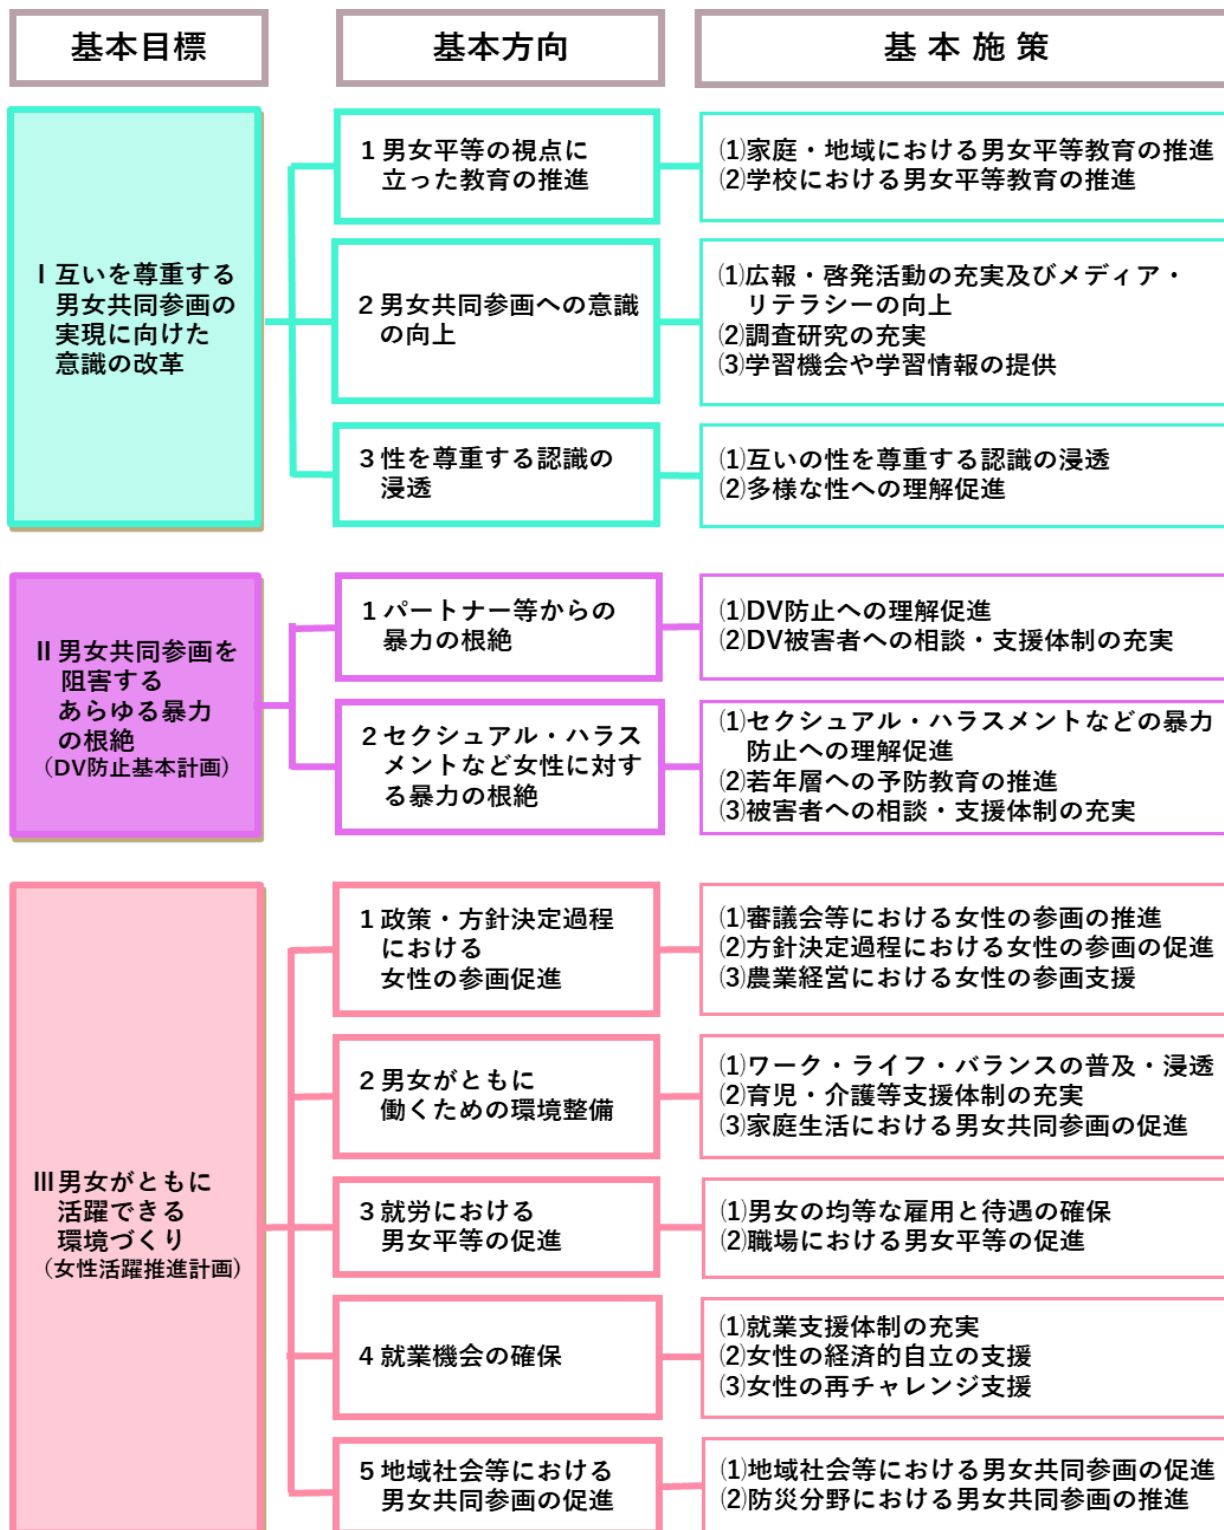 基本目標
基本方向
基本施策
Ⅰ 互いを尊重する
男女共同参画の
実現に向けた
意識の改革
1 男女平等の視点に
立った教育の推進
⑴家庭・地域における男女平等教育の推進
⑵学校における男女平等教育の推進
2 男女共同参画への意識
の向上
⑴広報・啓発活動の充実及びメディア・
リテラシーの向上
⑵調査研究の充実
⑶学習機会や学習情報の提供
3 性を尊重する認識の
浸透
⑴互いの性を尊重する認識の浸透
⑵多様な性への理解促進
Ⅱ 男女共同参画を
阻害する
あらゆる暴力
の根絶
（DV防止基本計画）
1 パートナー等からの
暴力の根絶
⑴DV防止への理解促進
⑵DV被害者への相談・支援体制の充実
2 セクシュアル・ハラス
メントなど女性に対す
る暴力の根絶
⑴セクシュアル・ハラスメントなどの暴力
防止への理解促進
⑵若年層への予防教育の推進
⑶被害者への相談・支援体制の充実
Ⅲ 男女がともに
活躍できる
環境づくり
（女性活躍推進計画）
1 政策・方針決定過程
における
女性の参画促進
⑴審議会等における女性の参画の推進
⑵方針決定過程における女性の参画の促進
⑶農業経営における女性の参画支援
2 男女がともに
働くための環境整備
⑴ワーク・ライフ・バランスの普及・浸透
⑵育児・介護等支援体制の充実
⑶家庭生活における男女共同参画の促進
3 就労における
男女平等の促進
⑴男女の均等な雇用と待遇の確保
⑵職場における男女平等の促進
4 就業機会の確保
⑴就業支援体制の充実
⑵女性の経済的自立の支援
⑶女性の再チャレンジ支援
5 地域社会等における
男女共同参画の促進
⑴地域社会等における男女共同参画の促進
⑵防災分野における男女共同参画の推進